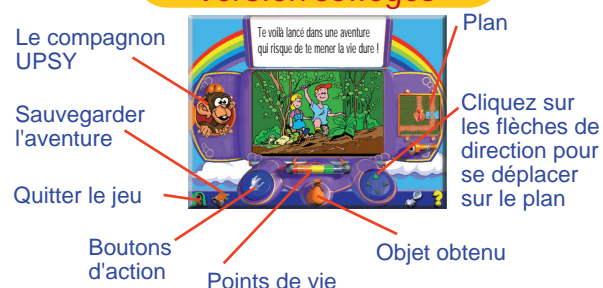 Te voilà lancé dans une aventure
qui risque de te mener la vie dure !
Le compagnon
UPSY
Sauvegarder
l'aventure
Quitter le jeu
Boutons
d'action
Points de vie
Objet obtenu
Plan
Cliquez sur
les flèches de
direction pour
se déplacer
sur le plan
?